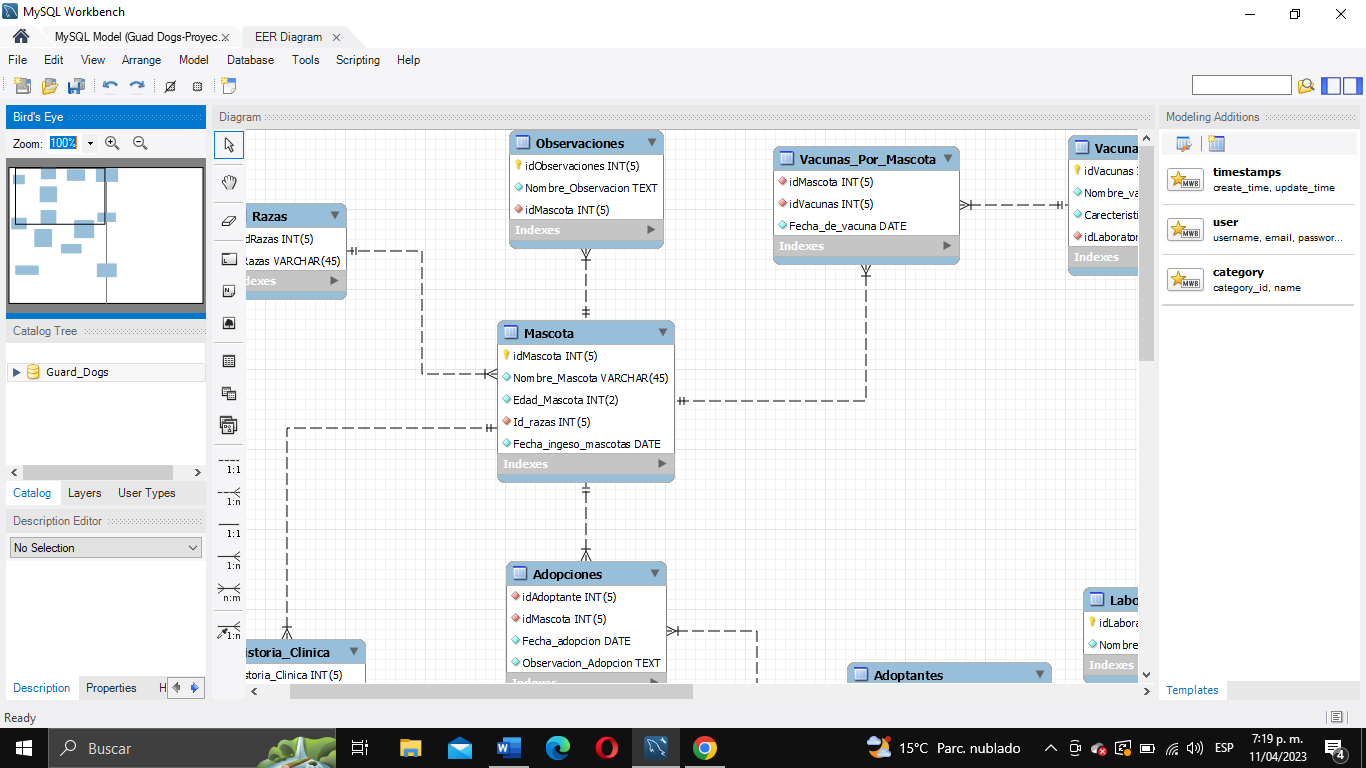 MySQL Workbench
MySQL Model (Guad Dogs-Proyec.. × EER Diagram ×
File Edit View Arrange Model Database Tools Scripting Help
Bird's Eye
Zoom: 100%
Catalog Tree
Guard_Dogs
Catalog Layers User Types
Description Editor
No Selection
Description Properties H
Diagram
1:1
1:n
1:1
1:n
n:m
1:n
Razas
dRazas INT(5)
Razas VARCHAR(45)
dexes
Observaciones
idObservaciones INT(5)
Nombre_Observacion TEXT
idMascota INT(5)
Indexes
Vacunas_Por_Mascota
idMascota INT(5)
idVacunas INT(5)
Fecha_de_vacuna DATE
Indexes
Vacuna
idVacunas I
Nombre_va
Carecteristi
idLaborator
Indexes
Mascota
idMascota INT(5)
Nombre_Mascota VARCHAR(45)
Edad_Mascota INT(2)
Id_razas INT(5)
Fecha_ingeso_mascotas DATE
Indexes
Adopciones
idAdoptante INT(5)
idMascota INT(5)
Fecha_adopcion DATE
Observacion_Adopcion TEXT
Indexes
istoria_Clinica
storia_Clinica INT(5)
Adoptantes
Labo
idLabora
Nombre
Indexes
Modeling Additions
timestamps
create_time, update_time
user
username, email, passwor...
category
category_id, name
MWB
MWB
MWB
Templates
Ready
Buscar
15°C Parc. nublado
ESP
7:19 p. m.
11/04/2023
4